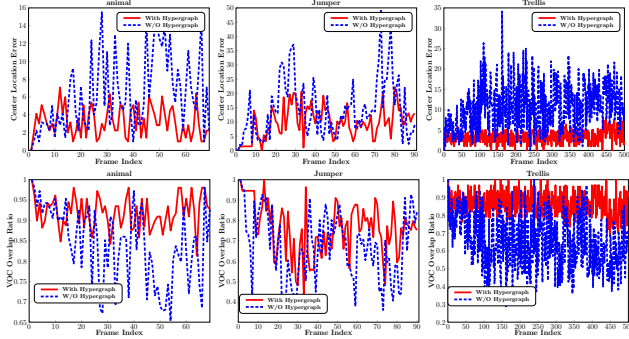 animal
With Hypergraph
W/O Hypergraph
Center Location Error
16
14
12
10
8
6
4
2
0
0 10 20 30 40 50 60
Frame Index
Jumper
With Hypergraph
W/O Hypergraph
Center Location Error
50
45
40
35
30
25
20
15
10
5
0
0 10 20 30 40 50 60 70 80 90
Frame Index
Trellis
With Hypergraph
W/O Hypergraph
Center Location Error
35
30
25
20
15
10
5
0
0 50 100 150 200 250 300 350 400 450 500
Frame Index
animal
With Hypergraph
W/O Hypergraph
VOC Overlap Ratio
1
0.95
0.9
0.85
0.8
0.75
0.7
0.65
0 10 20 30 40 50 60
Frame Index
Jumper
With Hypergraph
W/O Hypergraph
VOC Overlap Ratio
1
0.9
0.8
0.7
0.6
0.5
0.4
0 10 20 30 40 50 60 70 80 90
Frame Index
Trellis
With Hypergraph
W/O Hypergraph
VOC Overlap Ratio
1
0.9
0.8
0.7
0.6
0.5
0.4
0.3
0.2
0 50 100 150 200 250 300 350 400 450 500
Frame Index